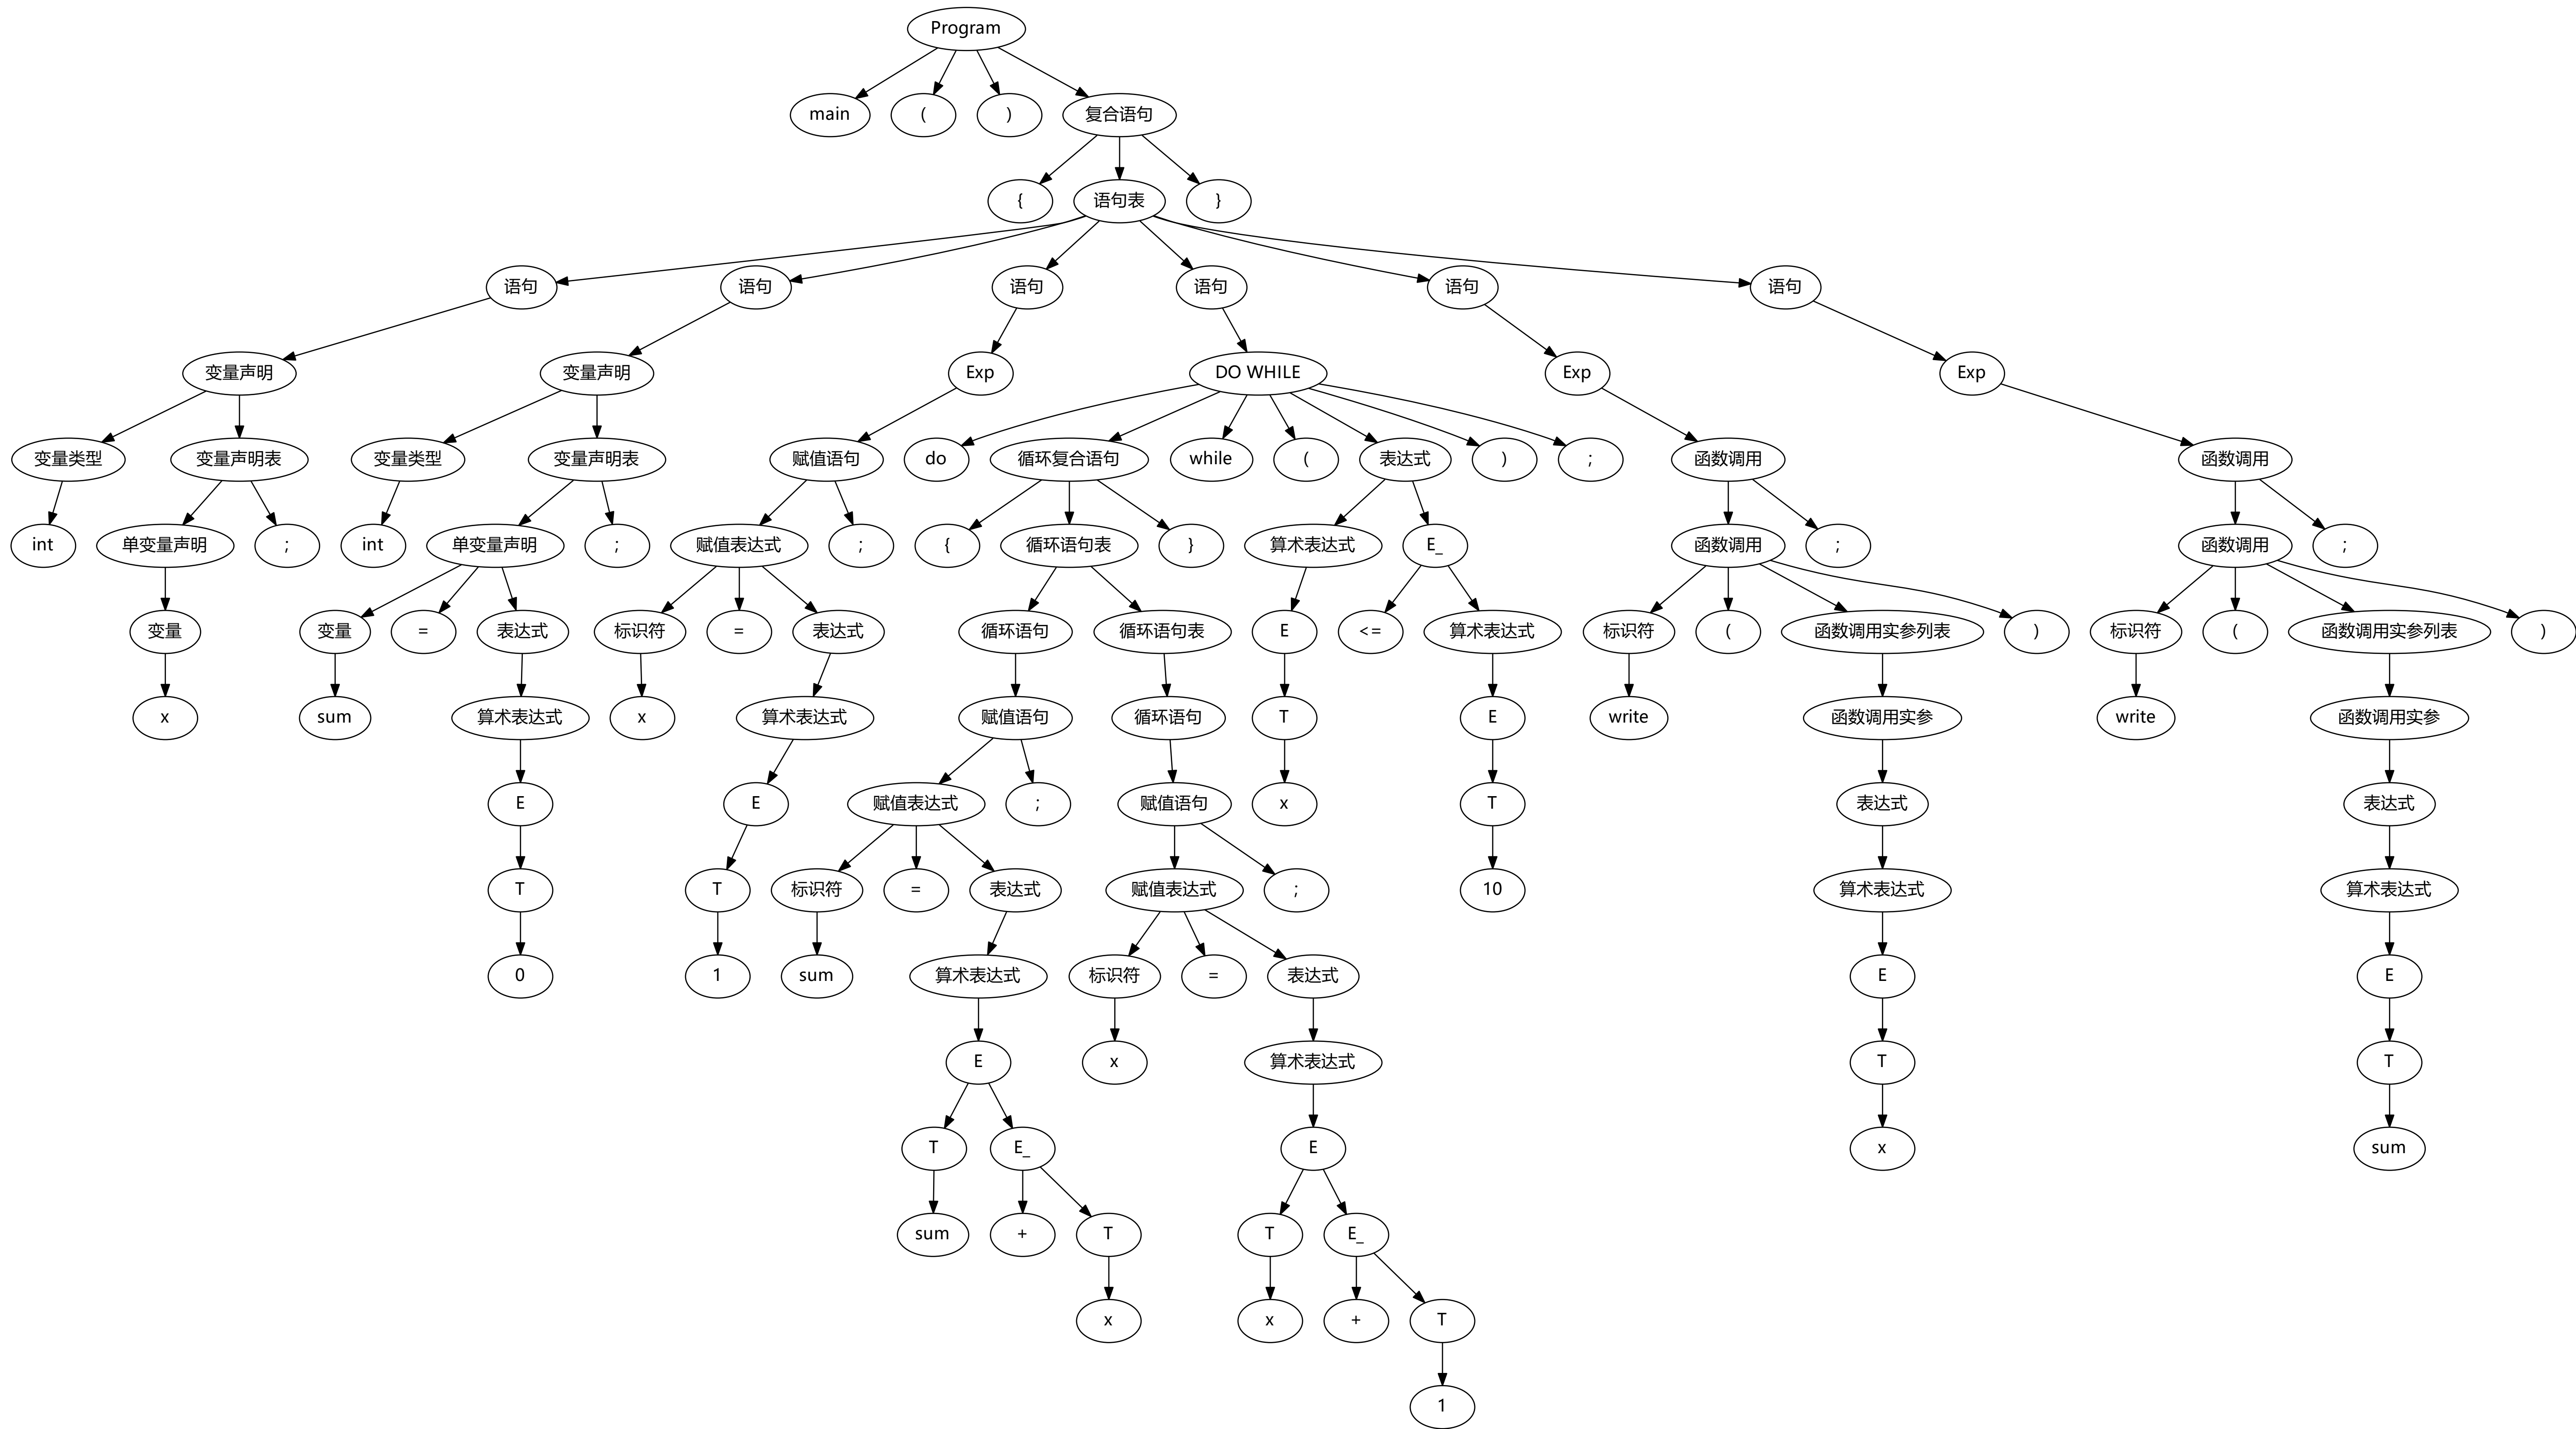 Program
main ( ) 复合语句
{ 语句表 }
语句 语句 语句 语句 语句 语句
变量声明 变量声明 Exp DO WHILE Exp Exp
变量类型 变量声明表 变量类型 变量声明表 赋值语句 do 循环复合语句 while ( 表达式 ) ; 函数调用 函数调用
int 单变量声明 ; int 单变量声明 ; 赋值表达式 ; { 循环语句表 } 算术表达式 E_ 函数调用 ; 函数调用 ;
变量 变量 = 表达式 标识符 = 表达式 循环语句 循环语句表 E <= 算术表达式 标识符 ( 函数调用实参列表 ) 标识符 ( 函数调用实参列表 )
x sum 算术表达式 x 算术表达式 赋值语句 循环语句 T E write 函数调用实参 write 函数调用实参
E E 赋值表达式 ; 赋值语句 x T 表达式 表达式
T T 标识符 = 表达式 赋值表达式 ; 10 算术表达式 算术表达式
0 1 sum 算术表达式 标识符 = 表达式 E E
E x 算术表达式 T T
T E_ E x sum
sum + T T E_
x x + T
1